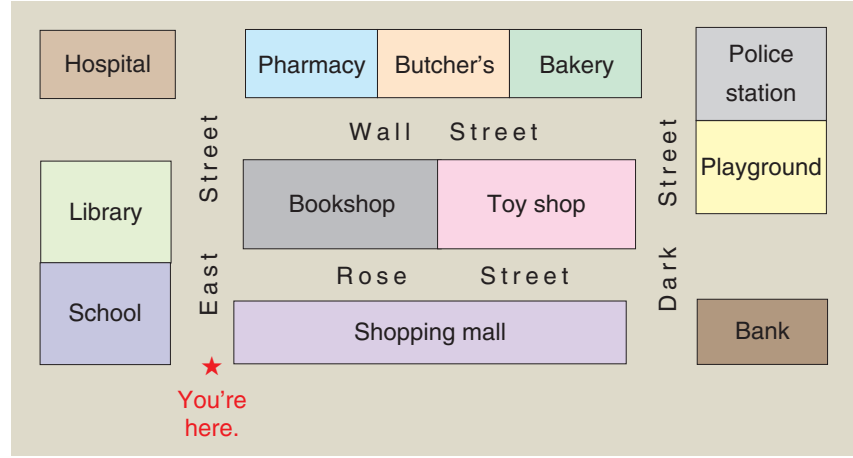 Hospital
Pharmacy
Butcher's
Bakery
Police
station
Wall Street
Playground
East Street
Library
Bookshop
Toy shop
Dark Street
Rose Street
School
Shopping mall
Bank
You're
here.